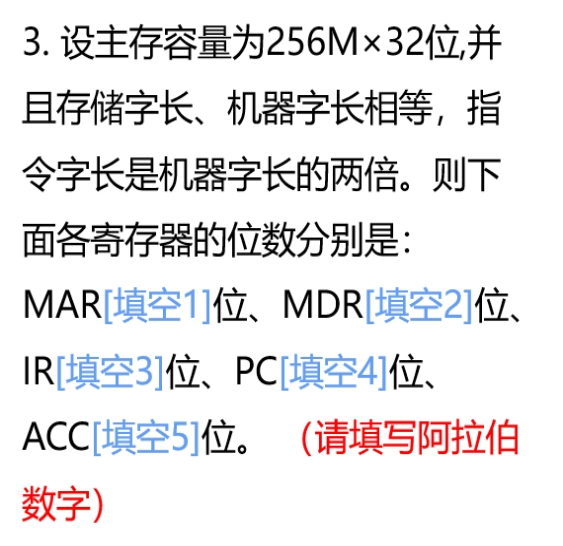 3. 设主存容量为256M×32位,并
且存储字长、机器字长相等，指
令字长是机器字长的两倍。则下
面各寄存器的位数分别是：
MAR[填空1]位、MDR[填空2]位、
IR[填空3]位、PC[填空4]位、
ACC[填空5]位。（请填写阿拉伯
数字）